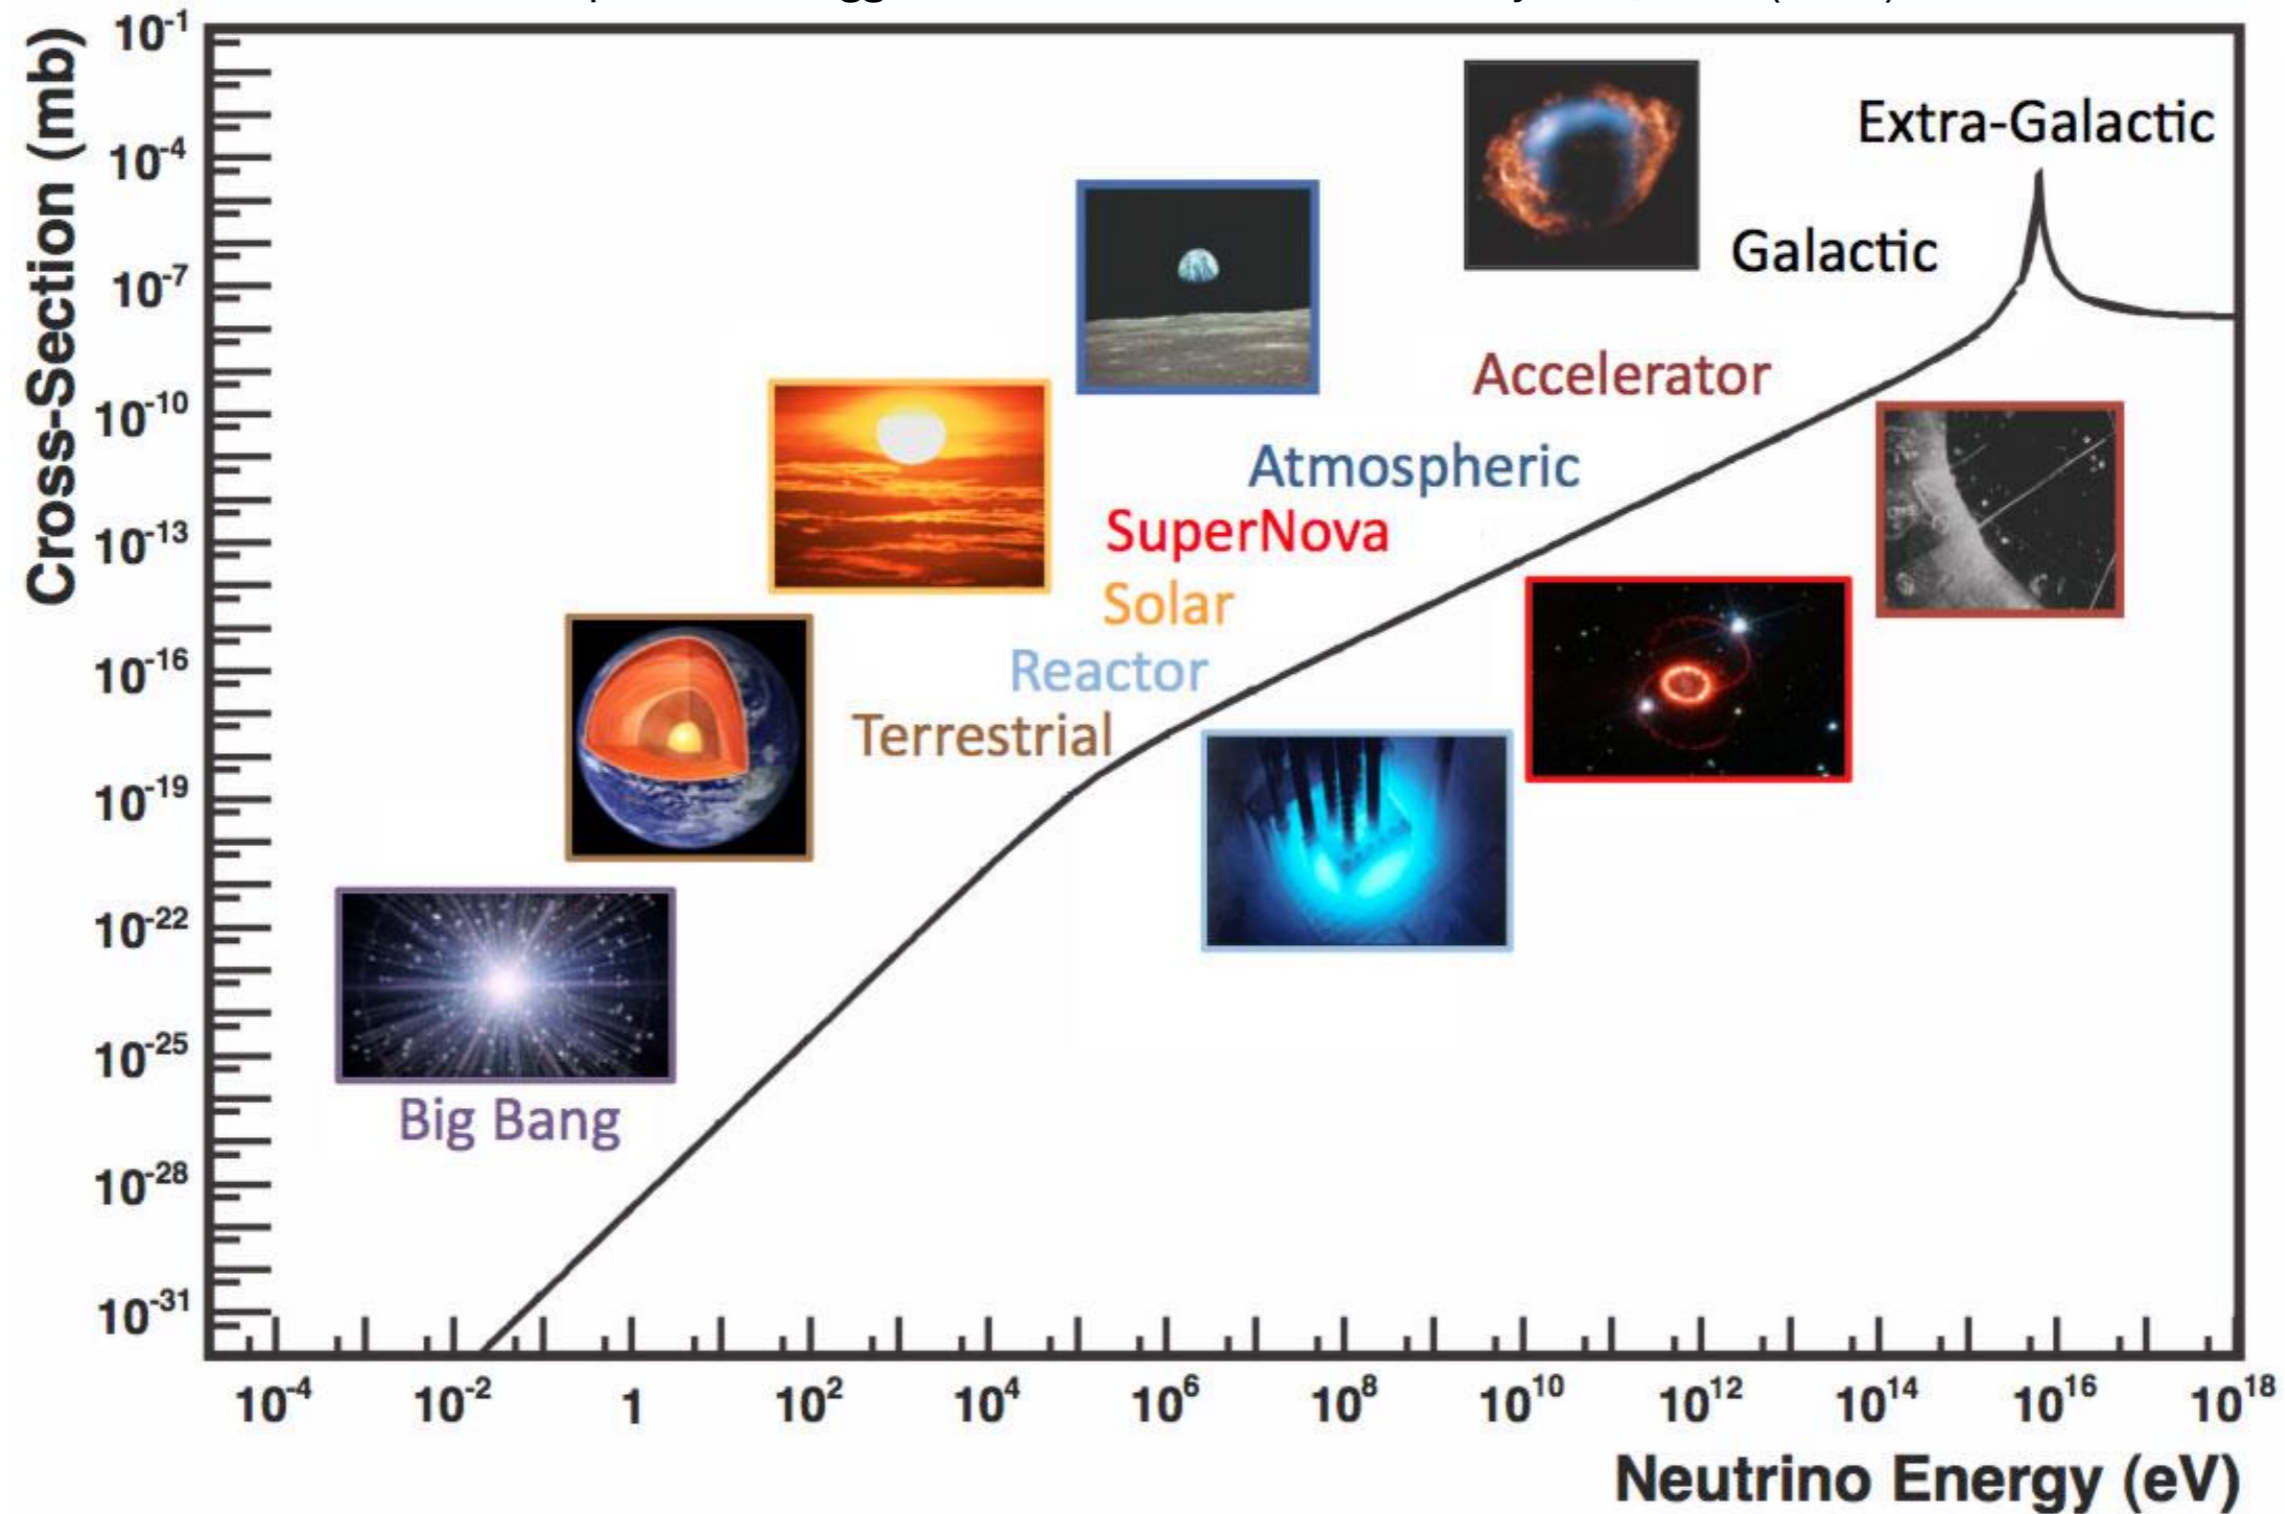 10^-1
Cross-Section (mb)
Extra-Galactic
10^-4
Galactic
10^-7
Accelerator
10^-10
Atmospheric
SuperNova
10^-13
Solar
Reactor
10^-16
Terrestrial
10^-19
10^-22
10^-25
Big Bang
10^-28
10^-31
10^-4 10^-2 1 10^2 10^4 10^6 10^8 10^10 10^12 10^14 10^16 10^18
Neutrino Energy (eV)